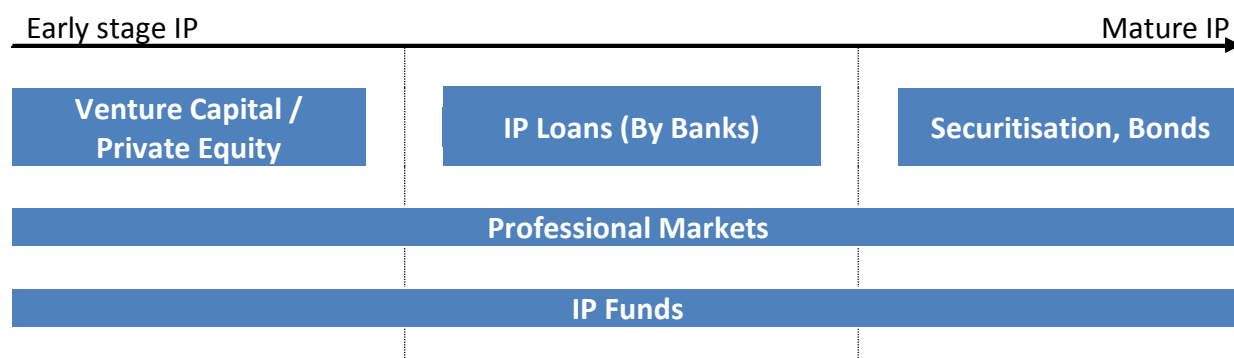 Early stage IP
Mature IP
Venture Capital /
Private Equity
IP Loans (By Banks)
Securitisation, Bonds
Professional Markets
IP Funds